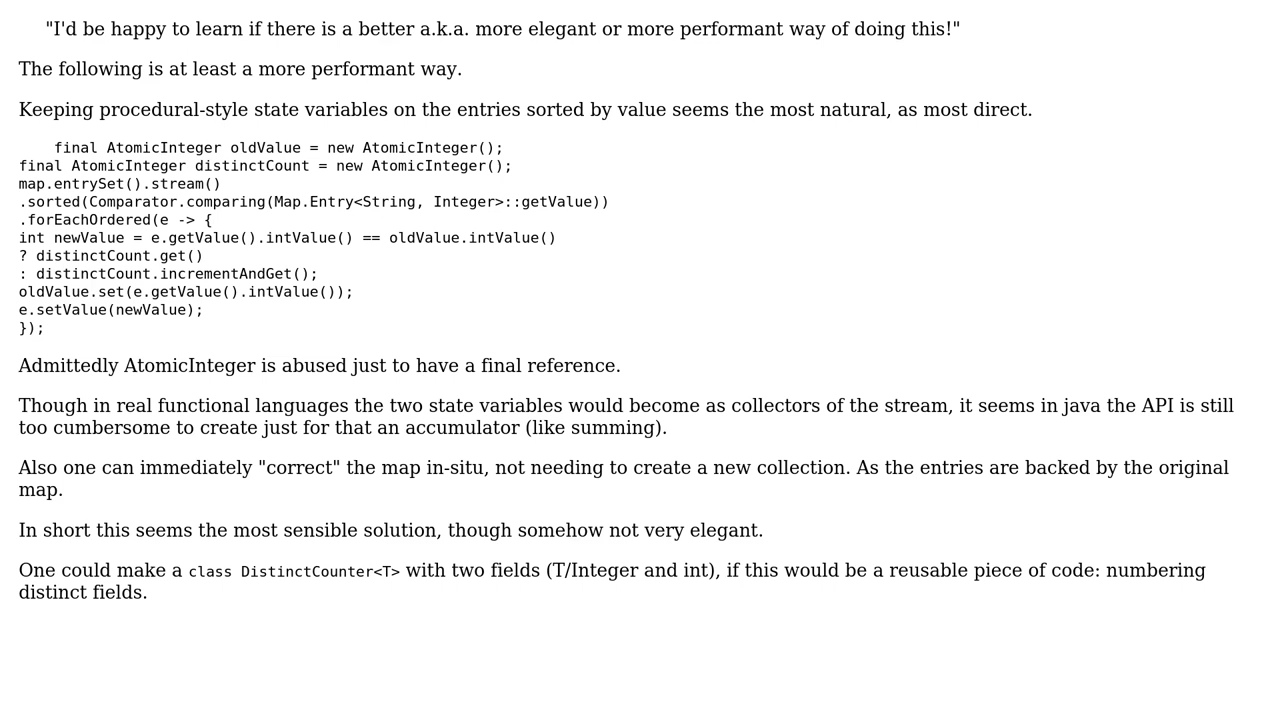 "I'd be happy to learn if there is a better a.k.a. more elegant or more performant way of doing this!"
The following is at least a more performant way.
Keeping procedural-style state variables on the entries sorted by value seems the most natural, as most direct.
final AtomicInteger oldValue = new AtomicInteger();
final AtomicInteger distinctCount = new AtomicInteger();
map.entrySet().stream()
.sorted(Comparator.comparing(Map.Entry<String, Integer>::getValue))
.forEachOrdered(e -> {
int newValue = e.getValue().intValue() == oldValue.intValue()
? distinctCount.get()
: distinctCount.incrementAndGet();
oldValue.set(e.getValue().intValue());
e.setValue(newValue);
});
Admittedly AtomicInteger is abused just to have a final reference.
Though in real functional languages the two state variables would become as collectors of the stream, it seems in java the API is still
too cumbersome to create just for that an accumulator (like summing).
Also one can immediately "correct" the map in-situ, not needing to create a new collection. As the entries are backed by the original
map.
In short this seems the most sensible solution, though somehow not very elegant.
One could make a class DistinctCounter<T> with two fields (T/Integer and int), if this would be a reusable piece of code: numbering
distinct fields.